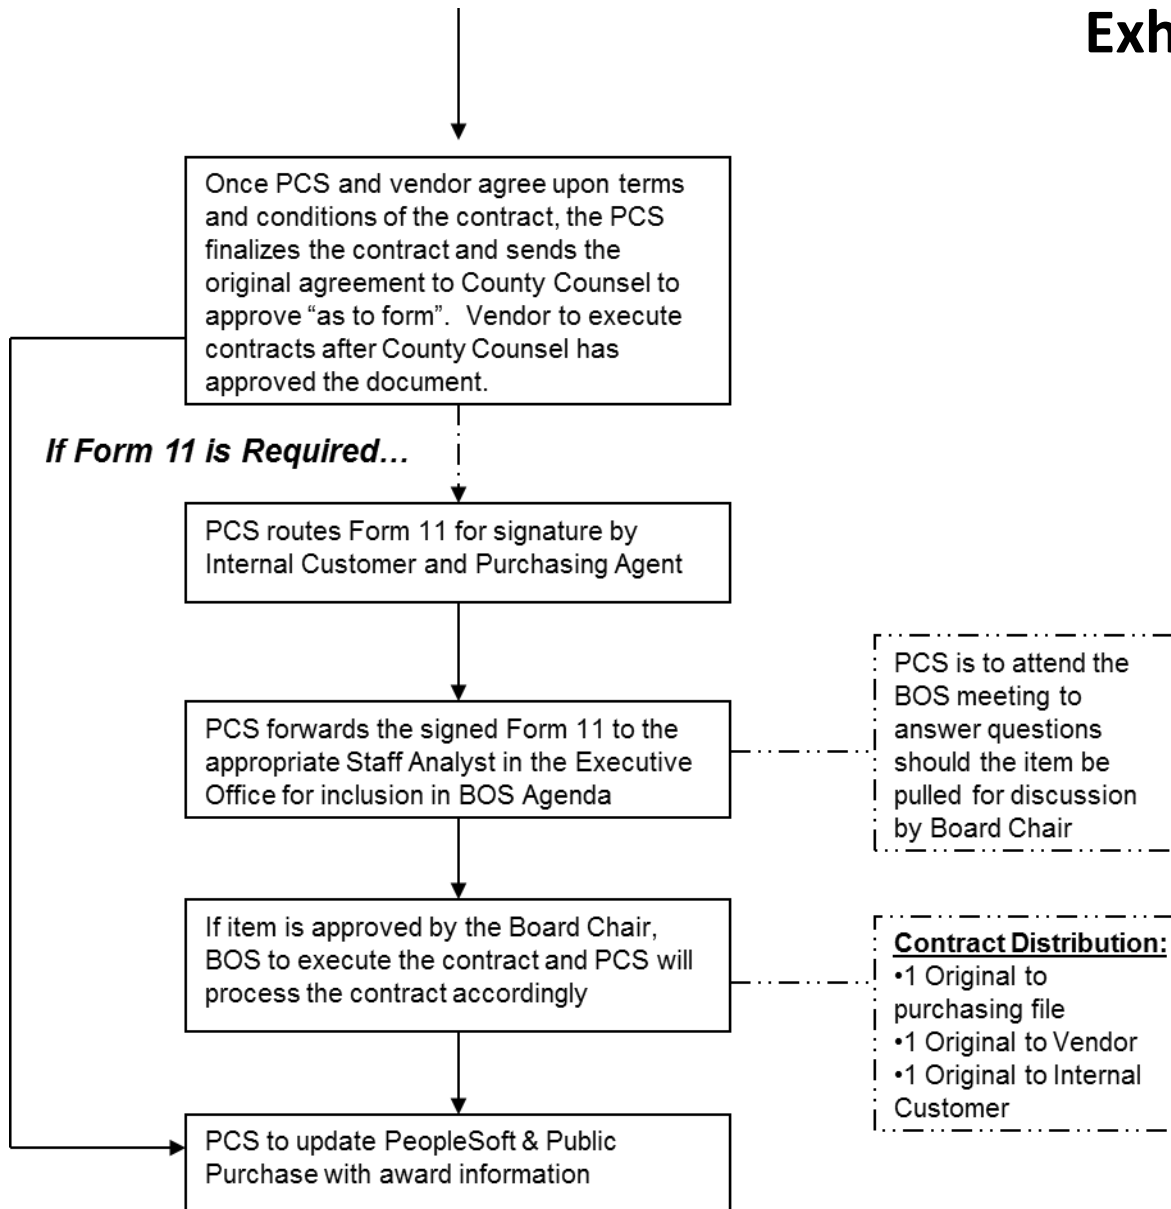 Exh
Once PCS and vendor agree upon terms
and conditions of the contract, the PCS
finalizes the contract and sends the
original agreement to County Counsel to
approve “as to form”.  Vendor to execute
contracts after County Counsel has
approved the document.
If Form 11 is Required…
PCS routes Form 11 for signature by
Internal Customer and Purchasing Agent
PCS forwards the signed Form 11 to the
appropriate Staff Analyst in the Executive
Office for inclusion in BOS Agenda
PCS is to attend the
BOS meeting to
answer questions
should the item be
pulled for discussion
by Board Chair
If item is approved by the Board Chair,
BOS to execute the contract and PCS will
process the contract accordingly
Contract Distribution:
•1 Original to
purchasing file
•1 Original to Vendor
•1 Original to Internal
Customer
PCS to update PeopleSoft & Public
Purchase with award information